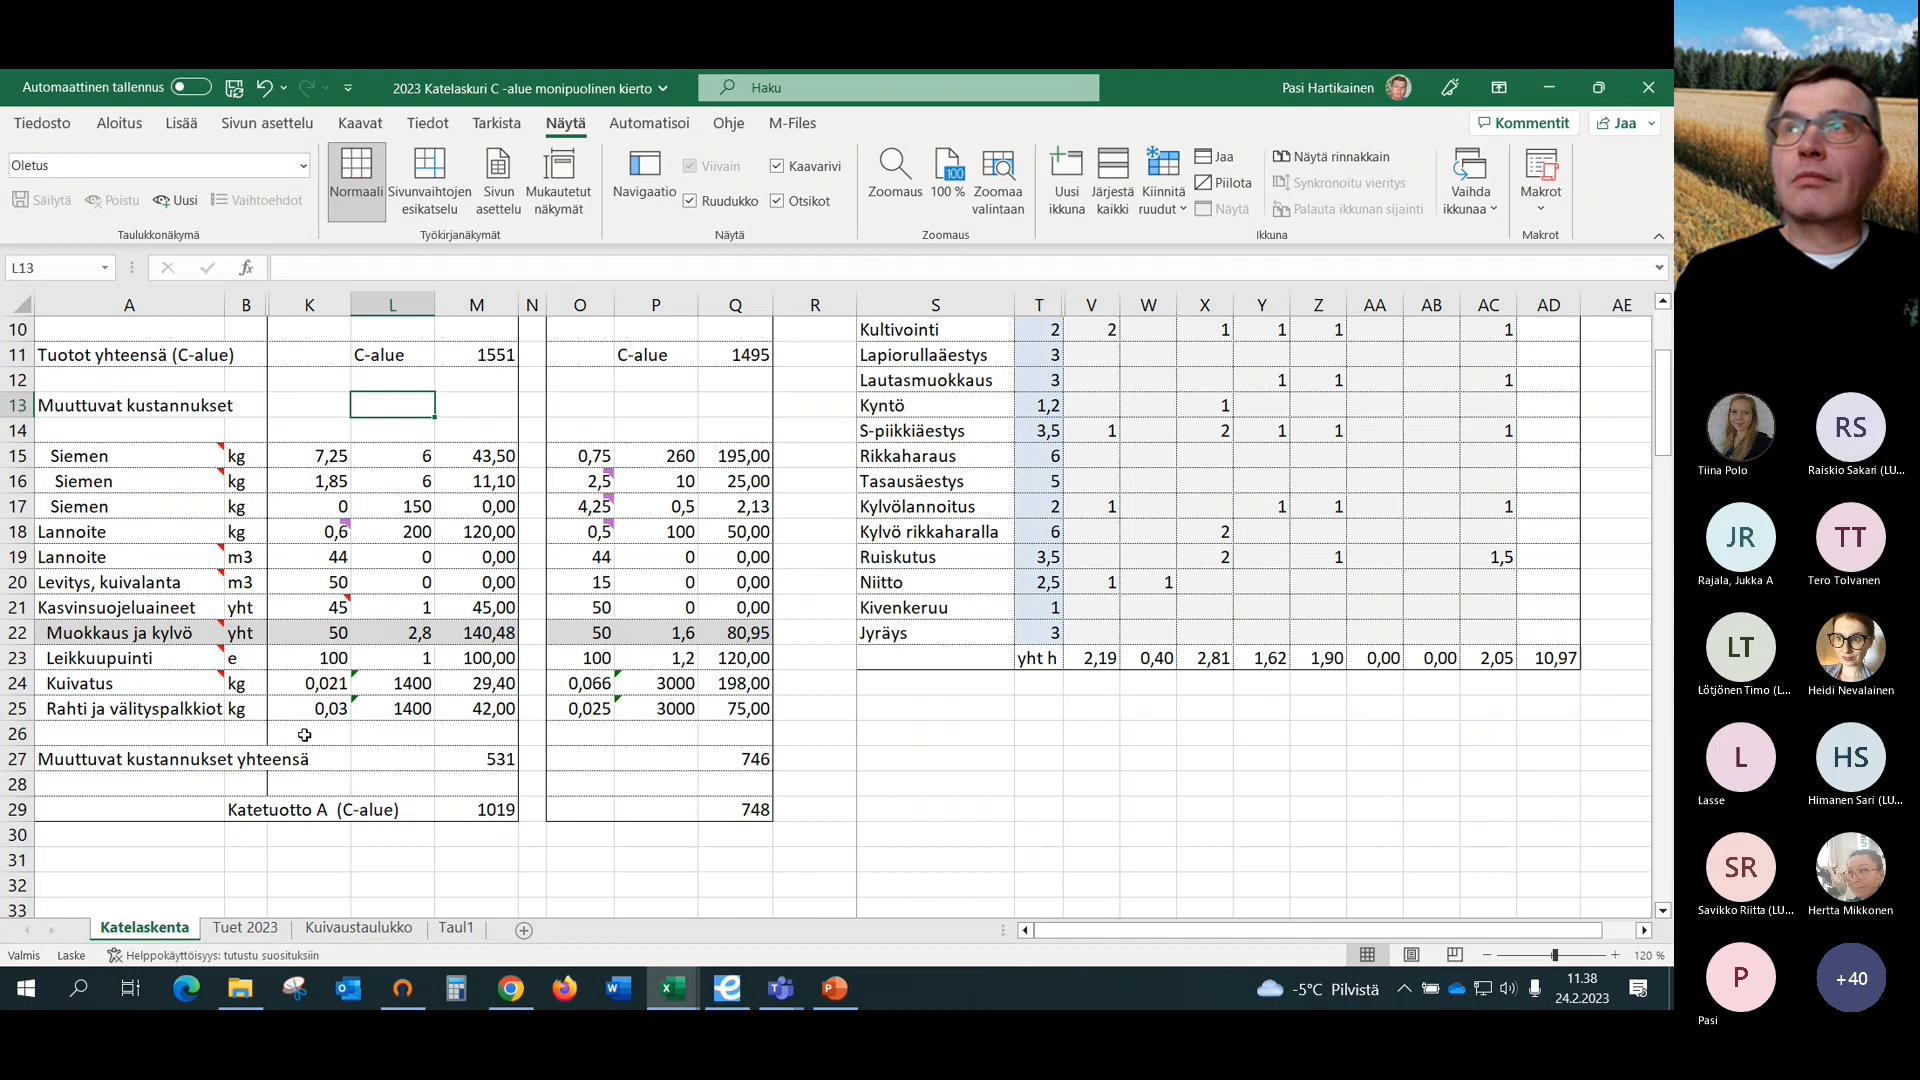 Automaattinen tallennus
2023 Katelaskuri C -alue monipuolinen kierto
Haku
Pasi Hartikainen
Tiedosto Aloitus Lisää Sivun asettelu Kaavat Tiedot Tarkista Näytä Automatisoi Ohje M-Files
Kommentit Jaa
Oletus
Säilytä Poistu Uusi Vaihtoehdot
Taulukkonäkymä
Normaali Sivunvaihtojen esikatselu Sivun asettelu Mukautetut näkymät
Työkirjanäkymät
Navigaatio Viivain Kaavarivi Ruudukko Otsikot
Näytä
Zoomaus 100 100 % Zoomaa valintaan
Zoomaus
Uusi ikkuna Järjestä kaikki Kiinnitä ruudut
Jaa Piilota Näytä
Näytä rinnakkain
Synkronoitu vieritys
Palauta ikkunan sijainti
Vaihda ikkunaa
Ikkuna
Makrot
Makrot
L13 fx
A B K L M N O P Q R S T V W X Y Z AA AB AC AD AE
10 Kultivointi 2 2 1 1 1 1
11 Tuotot yhteensä (C-alue) C-alue 1551 C-alue 1495 Lapiorullaäestys 3
12 Lautasmuokkaus 3 1 1 1
13 Muuttuvat kustannukset Kyntö 1,2 1
14 S-piikkiäestys 3,5 1 2 1 1 1
15 Siemen kg 7,25 6 43,50 0,75 260 195,00 Rikkaharaus 6
16 Siemen kg 1,85 6 11,10 2,5 10 25,00 Tasausäestys 5
17 Siemen kg 0 150 0,00 4,25 0,5 2,13 Kylvölannoitus 2 1 1 1 1
18 Lannoite kg 0,6 200 120,00 0,5 100 50,00 Kylvö rikkaharalla 6 2
19 Lannoite m3 44 0 0,00 44 0 0,00 Ruiskutus 3,5 2 1 1,5
20 Levitys, kuivalanta m3 50 0 0,00 15 0 0,00 Niitto 2,5 1 1
21 Kasvinsuojeluaineet yht 45 1 45,00 50 0 0,00 Kivenkeruu 1
22 Muokkaus ja kylvö yht 50 2,8 140,48 50 1,6 80,95 Jyräys 3
23 Leikkuupuinti e 100 1 100,00 100 1,2 120,00 yht h 2,19 0,40 2,81 1,62 1,90 0,00 0,00 2,05 10,97
24 Kuivatus kg 0,021 1400 29,40 0,066 3000 198,00
25 Rahti ja välityspalkkiot kg 0,03 1400 42,00 0,025 3000 75,00
26
27 Muuttuvat kustannukset yhteensä 531 746
28
29 Katetuotto A (C-alue) 1019 748
30
31
32
33
Katelaskenta Tuet 2023 Kuivaustaulukko Taul1
Valmis Laske Helppokäyttöisyys: tutustu suosituksiin
120 %
-5°C Pilvistä
11.38
24.2.2023
Tiina Polo
RS
Raiskio Sakari (LU...
JR
Rajala, Jukka A
TT
Tero Tolvanen
LT
Lötjönen Timo (L...
Heidi Nevalainen
L
Lasse
HS
Himanen Sari (LU...
SR
Savikko Riitta (LU...
Hertta Mikkonen
P
Pasi
+40